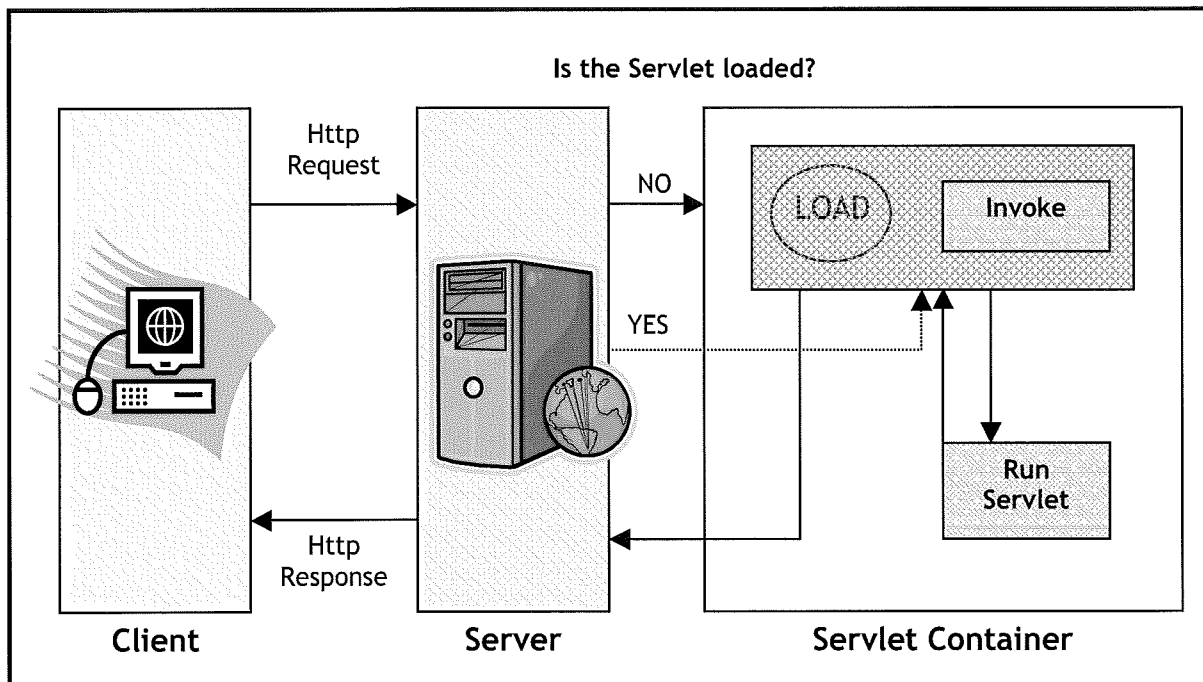 Is the Servlet loaded?
Http
Request
NO
LOAD
Invoke
YES
Run
Servlet
Http
Response
Client
Server
Servlet Container